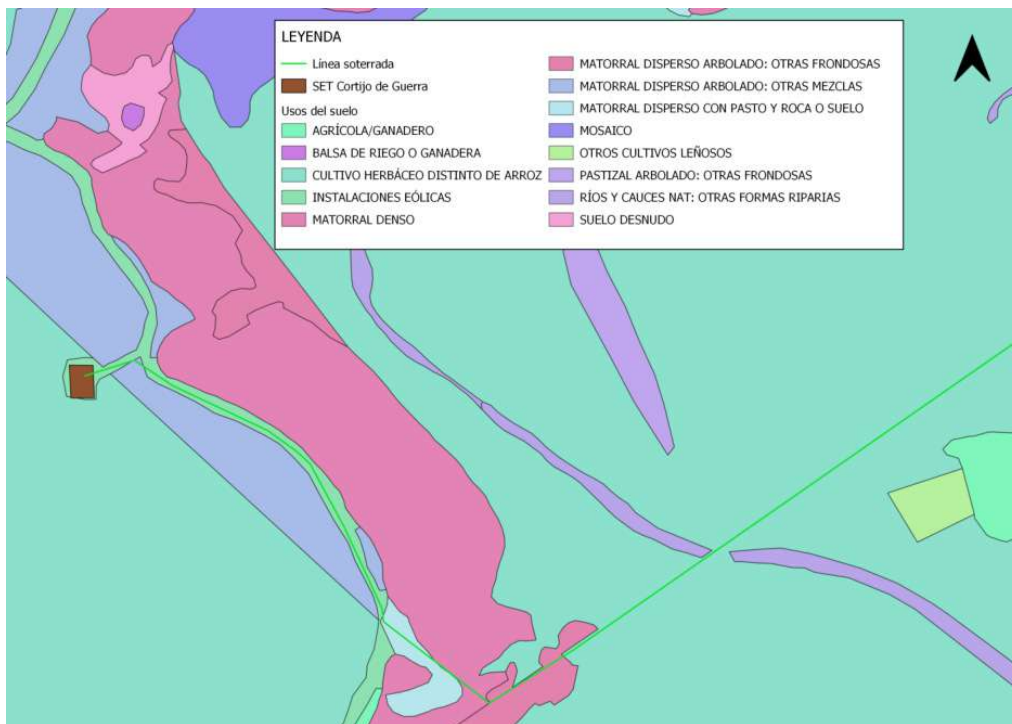 LEYENDA
Línea soterrada
SET Cortijo de Guerra
Usos del suelo
AGRÍCOLA/GANADERO
BALSA DE RIEGO O GANADERA
CULTIVO HERBÁCEO DISTINTO DE ARROZ
INSTALACIONES EÓLICAS
MATORRAL DENSO
MATORRAL DISPERSO ARBOLADO: OTRAS FRONDOSAS
MATORRAL DISPERSO ARBOLADO: OTRAS MEZCLAS
MATORRAL DISPERSO CON PASTO Y ROCA O SUELO
MOSAICO
OTROS CULTIVOS LEÑOSOS
PASTIZAL ARBOLADO: OTRAS FRONDOSAS
RÍOS Y CAUCES NAT: OTRAS FORMAS RIPARIAS
SUELO DESNUDO